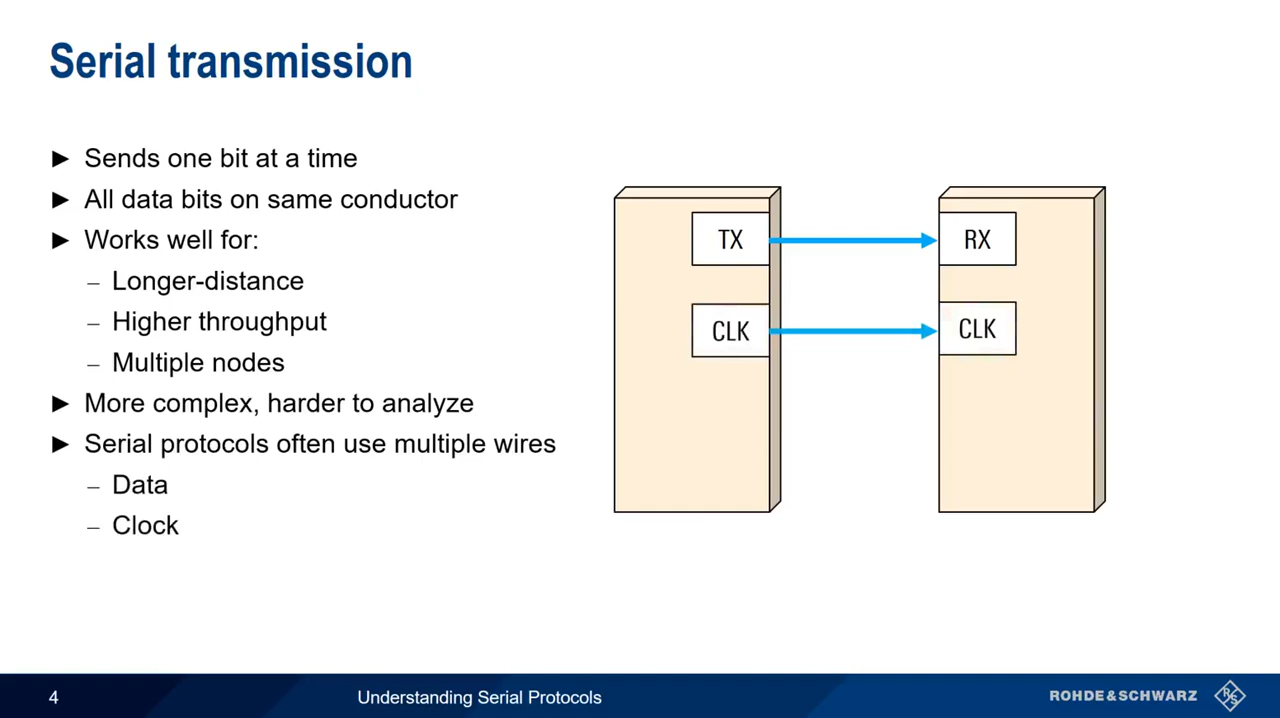 Serial transmission
► Sends one bit at a time
► All data bits on same conductor
► Works well for:
– Longer-distance
– Higher throughput
– Multiple nodes
► More complex, harder to analyze
► Serial protocols often use multiple wires
– Data
– Clock
TX
RX
CLK
CLK
4
Understanding Serial Protocols
ROHDE&SCHWARZ
R&S